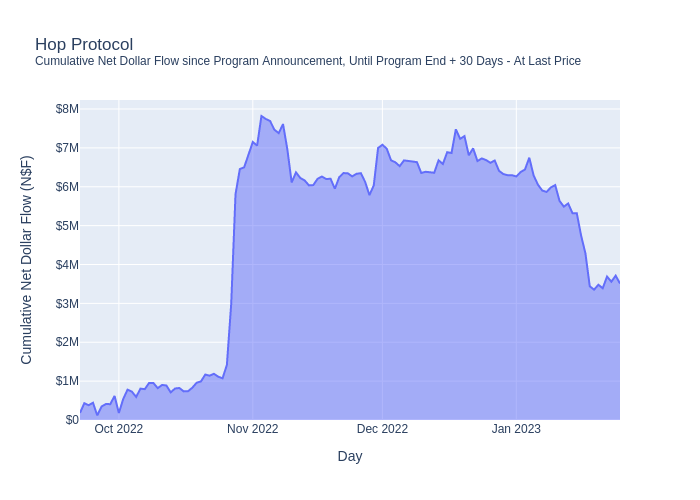 Hop Protocol
Cumulative Net Dollar Flow since Program Announcement, Until Program End + 30 Days - At Last Price
Cumulative Net Dollar Flow (N$F)
$8M
$7M
$6M
$5M
$4M
$3M
$2M
$1M
$0
Oct 2022 Nov 2022 Dec 2022 Jan 2023
Day